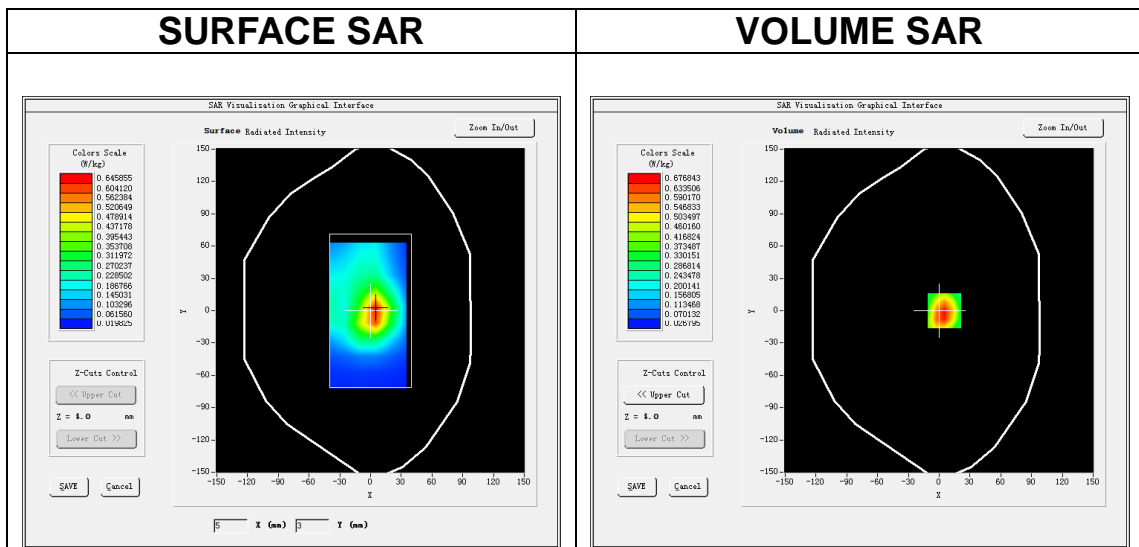 SURFACE SAR
SAR Visualisation Graphical Interface
Surface Radiated Intensity
Zoom In/Out
Colors Scale
(W/kg)
0.645855
0.604120
0.562384
0.520649
0.478914
0.437178
0.395443
0.353708
0.311972
0.270237
0.228502
0.186766
0.145031
0.103296
0.061560
0.019825
Z-Cuts Control
<< Upper Cut
Z = 4.0 mm
Lower Cut >>
SAVE Cancel
150
120
90
60
30
0
-30
-60
-90
-120
-150
Y
-150 -120 -90 -60 -30 0 30 60 90 120 150
X
5 X (mm) 3 Y (mm)
VOLUME SAR
SAR Visualisation Graphical Interface
Volume Radiated Intensity
Zoom In/Out
Colors Scale
(W/kg)
0.676843
0.633506
0.590170
0.546833
0.503497
0.460160
0.416824
0.373487
0.330151
0.286814
0.243478
0.200141
0.156805
0.113468
0.070132
0.026795
Z-Cuts Control
<< Upper Cut
Z = 4.0 mm
Lower Cut >>
SAVE Cancel
150
120
90
60
30
0
-30
-60
-90
-120
-150
Y
-150 -120 -90 -60 -30 0 30 60 90 120 150
X